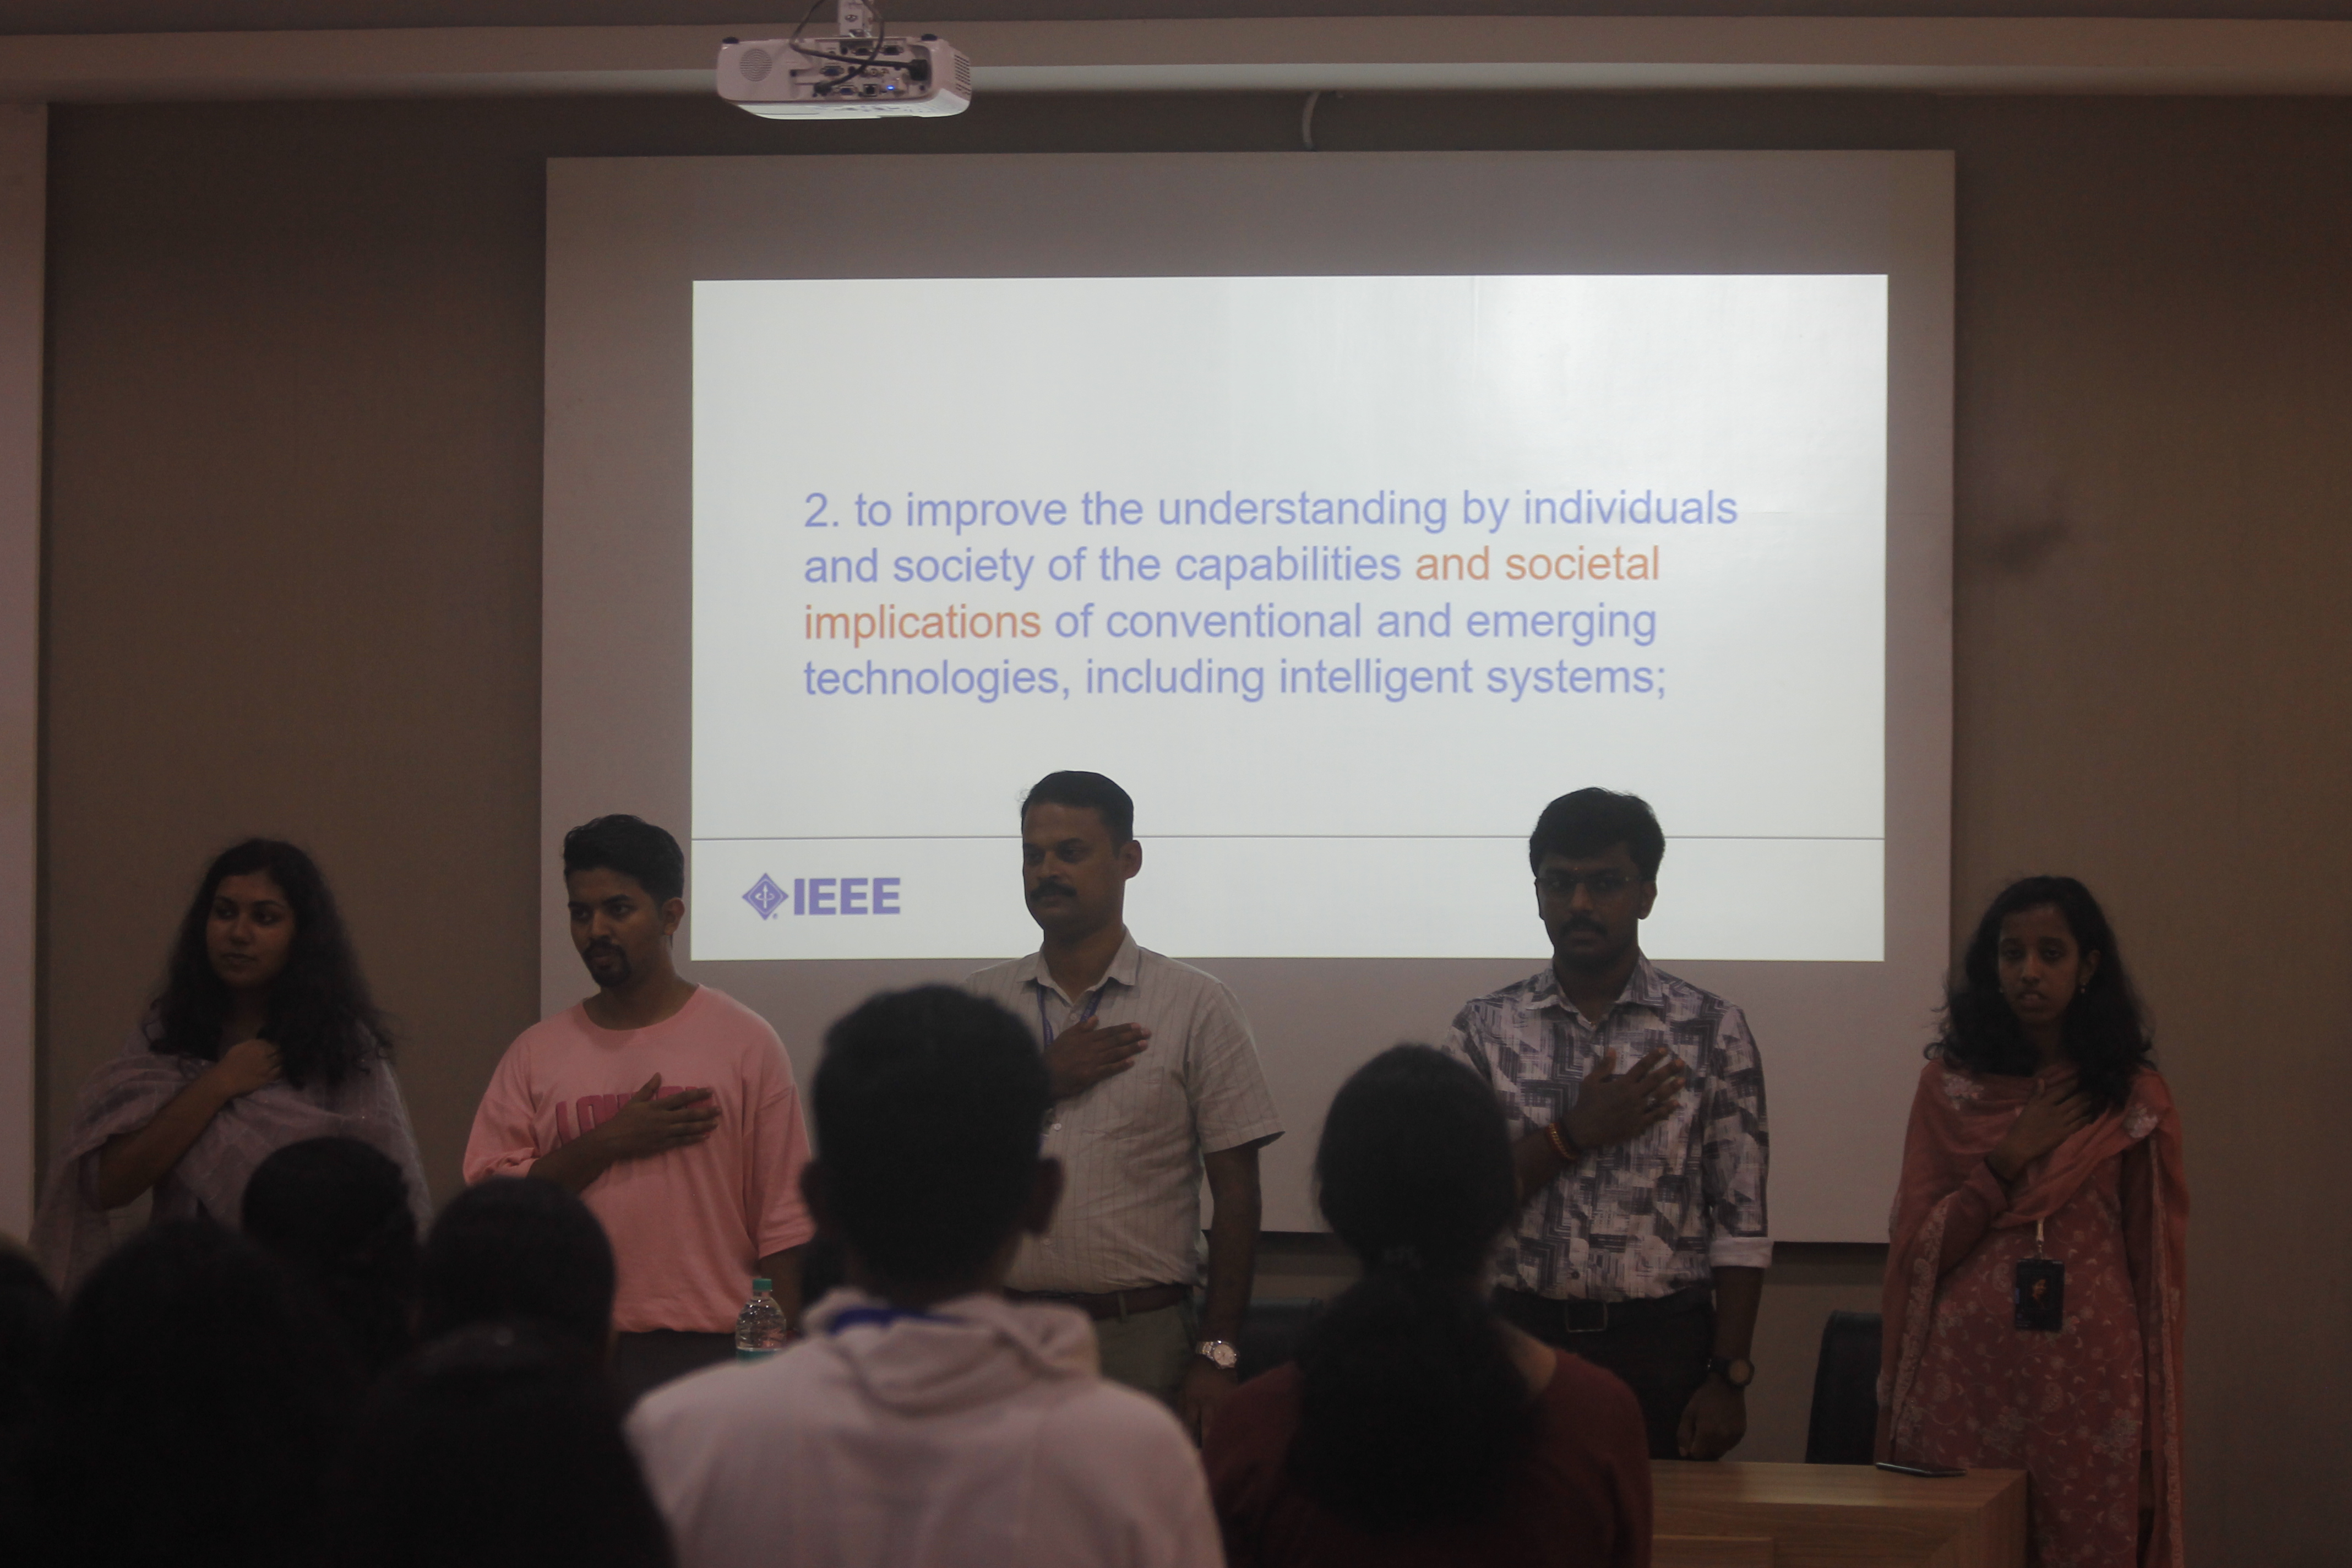 2. to improve the understanding by individuals
and society of the capabilities and societal
implications of conventional and emerging
technologies, including intelligent systems;
IEEE